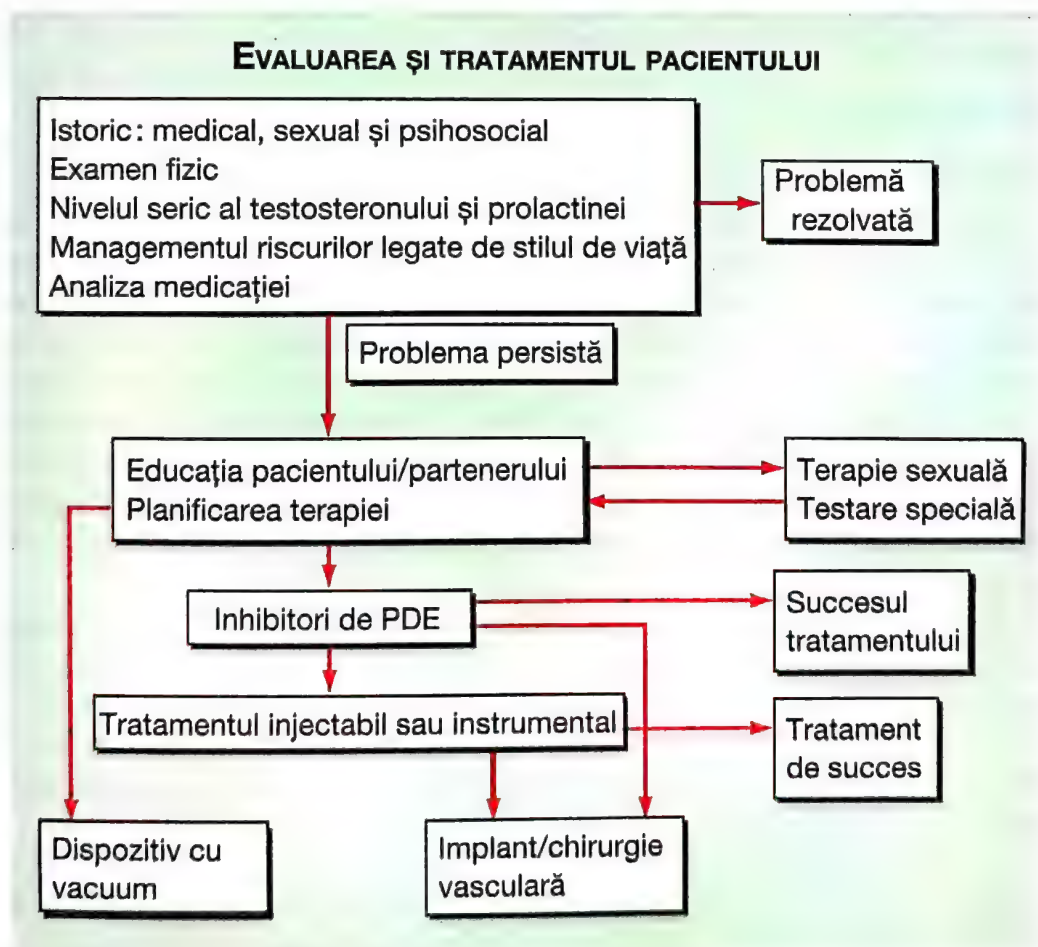 EVALUAREA ȘI TRATAMENTUL PACIENTULUI
Istoric: medical, sexual și psihosocial
Examen fizic
Nivelul seric al testosteronului și prolactinei
Managementul riscurilor legate de stilul de viață
Analiza medicației
Problemă
rezolvată
Problema persistă
Educația pacientului/partenerului
Planificarea terapiei
Terapie sexuală
Testare specială
Inhibitori de PDE
Succesul
tratamentului
Tratamentul injectabil sau instrumental
Tratament
de succes
Dispozitiv cu
vacuum
Implant/chirurgie
vasculară